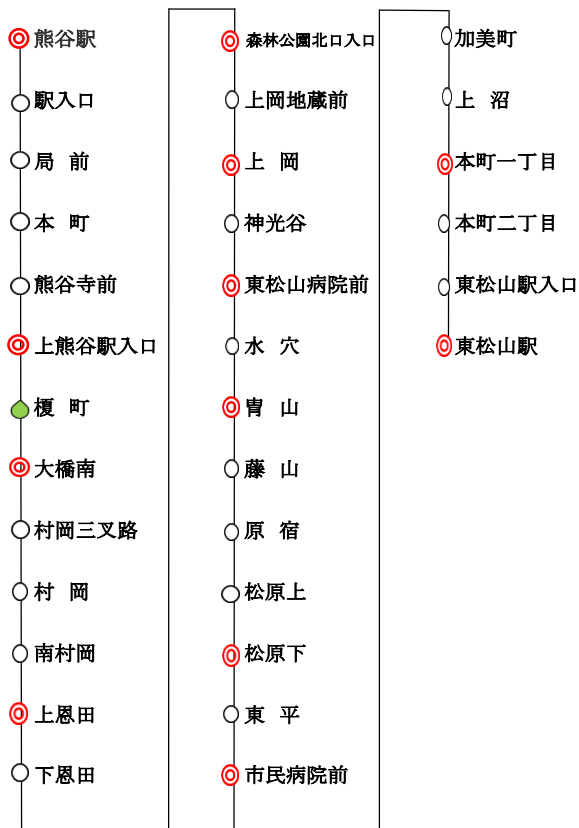 熊谷駅
駅入口
局 前
本 町
熊谷寺前
上熊谷駅入口
榎 町
大橋南
村岡三叉路
村 岡
南村岡
上恩田
下恩田
森林公園北口入口
上岡地蔵前
上 岡
神光谷
東松山病院前
水 穴
冑 山
藤 山
原 宿
松原上
松原下
東 平
市民病院前
加美町
上 沼
本町一丁目
本町二丁目
東松山駅入口
東松山駅